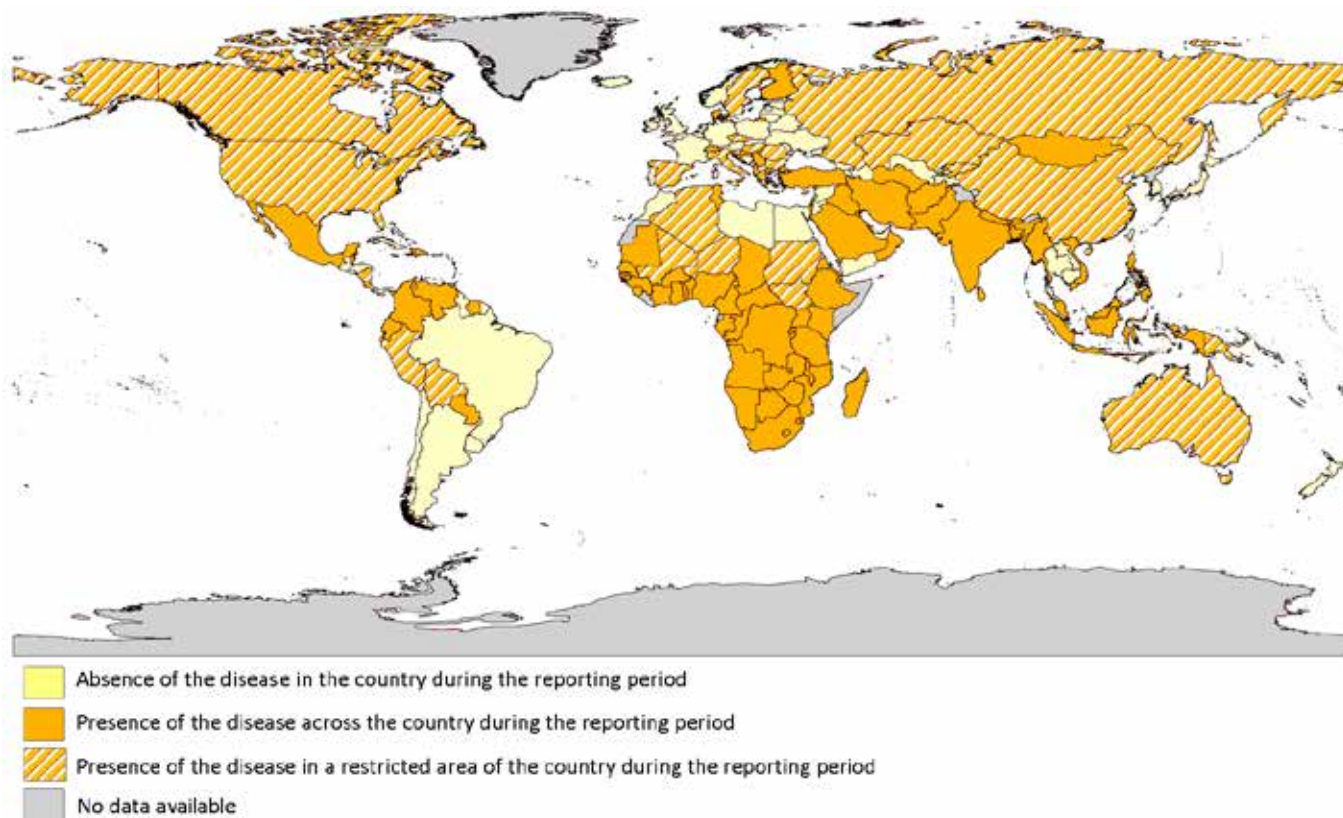 Absence of the disease in the country during the reporting period
Presence of the disease across the country during the reporting period
Presence of the disease in a restricted area of the country during the reporting period
No data available